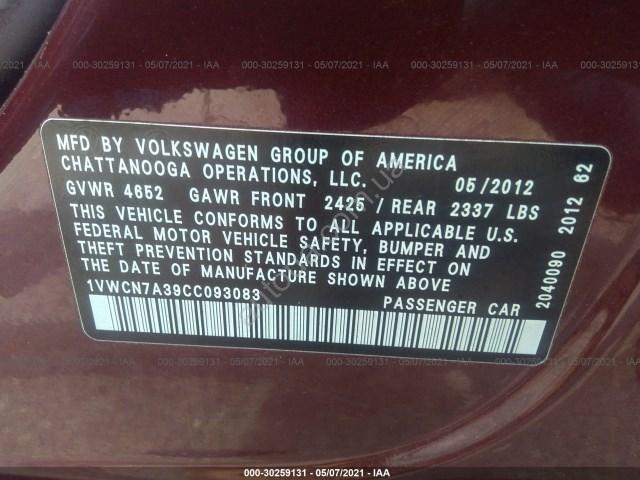 000-30259131 - 05/07/2021 - IAA
MFD BY VOLKSWAGEN GROUP OF AMERICA
CHATTANOOGA OPERATIONS, LLC. 05/2012
GVWR 4652 GAWR FRONT 2425 / REAR 2337 LBS
THIS VEHICLE CONFORMS TO ALL APPLICABLE U.S.
FEDERAL MOTOR VEHICLE SAFETY, BUMPER AND
THEFT PREVENTION STANDARDS IN EFFECT ON
THE DATE OF MANUFACTURE SHOWN ABOVE
1VWCN7A39CC093083 PASSENGER CAR
2040090 2012 62
000-30259131 - 05/07/2021 - IAA